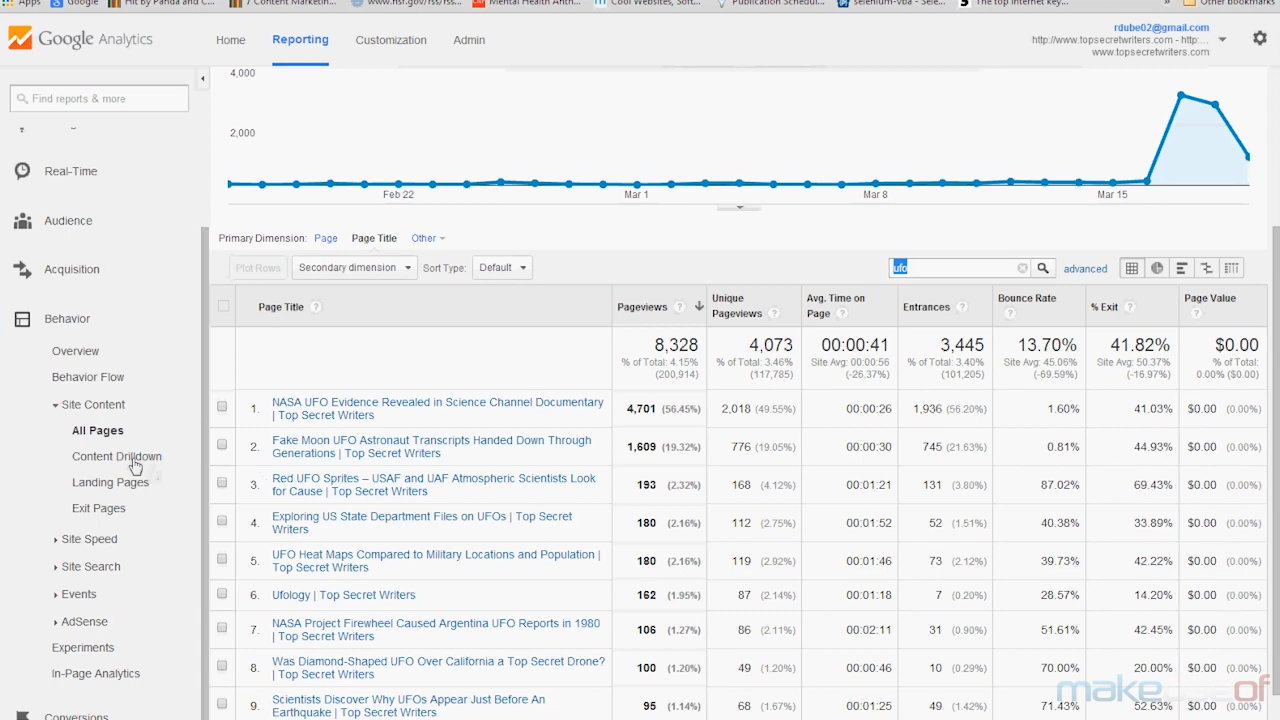 Apps Google Hit by Panda and C... 7 Content Marketin... www.nsf.gov/rss/rss... Mental Health Anth... Cool Websites, Soft... Publication Schedul... selenium-vba - Sele... The top internet key... » Other bookmarks
Google Analytics Home Reporting Customization Admin
rdube02@gmail.com
http://www.topsecretwriters.com - http:...
www.topsecretwriters.com
Find reports & more
Real-Time
Audience
Acquisition
Behavior
Overview
Behavior Flow
Site Content
All Pages
Content Drilldown
Landing Pages
Exit Pages
Site Speed
Site Search
Events
AdSense
Experiments
In-Page Analytics
Conversions
4,000
2,000
Feb 22 Mar 1 Mar 8 Mar 15
Primary Dimension: Page Page Title Other
Plot Rows Secondary dimension Sort Type: Default ufo advanced
Page Title ? Pageviews ? Unique Pageviews ? Avg. Time on Page ? Entrances ? Bounce Rate ? % Exit ? Page Value ?
8,328 4,073 00:00:41 3,445 13.70% 41.82% $0.00
% of Total: 4.15% % of Total: 3.46% Site Avg: 00:00:56 % of Total: 3.40% Site Avg: 45.06% Site Avg: 50.37% % of Total:
(200,914) (117,785) (-26.37%) (101,205) (-69.59%) (-16.97%) 0.00% ($0.00)
1. NASA UFO Evidence Revealed in Science Channel Documentary
| Top Secret Writers 4,701 (56.45%) 2,018 (49.55%) 00:00:26 1,936 (56.20%) 1.60% 41.03% $0.00 (0.00%)
2. Fake Moon UFO Astronaut Transcripts Handed Down Through
Generations | Top Secret Writers 1,609 (19.32%) 776 (19.05%) 00:00:30 745 (21.63%) 0.81% 44.93% $0.00 (0.00%)
3. Red UFO Sprites – USAF and UAF Atmospheric Scientists Look
for Cause | Top Secret Writers 193 (2.32%) 168 (4.12%) 00:01:21 131 (3.80%) 87.02% 69.43% $0.00 (0.00%)
4. Exploring US State Department Files on UFOs | Top Secret
Writers 180 (2.16%) 112 (2.75%) 00:01:52 52 (1.51%) 40.38% 33.89% $0.00 (0.00%)
5. UFO Heat Maps Compared to Military Locations and Population |
Top Secret Writers 180 (2.16%) 119 (2.92%) 00:01:46 73 (2.12%) 39.73% 42.22% $0.00 (0.00%)
6. Ufology | Top Secret Writers 162 (1.95%) 87 (2.14%) 00:01:18 7 (0.20%) 28.57% 14.20% $0.00 (0.00%)
7. NASA Project Firewheel Caused Argentina UFO Reports in 1980
| Top Secret Writers 106 (1.27%) 86 (2.11%) 00:02:11 31 (0.90%) 51.61% 42.45% $0.00 (0.00%)
8. Was Diamond-Shaped UFO Over California a Top Secret Drone?
| Top Secret Writers 100 (1.20%) 49 (1.20%) 00:00:46 10 (0.29%) 70.00% 20.00% $0.00 (0.00%)
9. Scientists Discover Why UFOs Appear Just Before An
Earthquake | Top Secret Writers 95 (1.14%) 68 (1.67%) 00:01:25 49 (1.42%) 71.43% 52.63% $0.00 (0.00%)
makeuseof